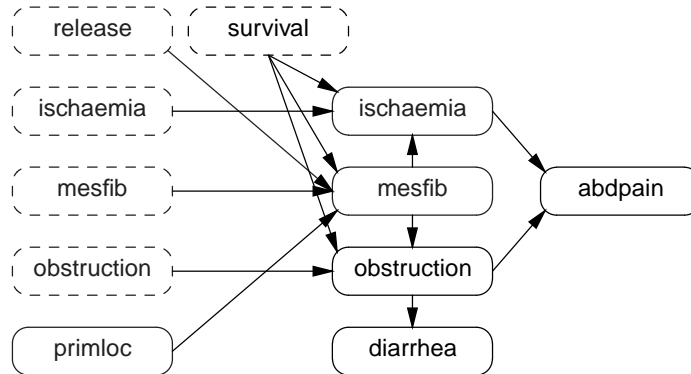 release
survival
ischaemia
ischaemia
mesfib
mesfib
abdpain
obstruction
obstruction
primloc
diarrhea